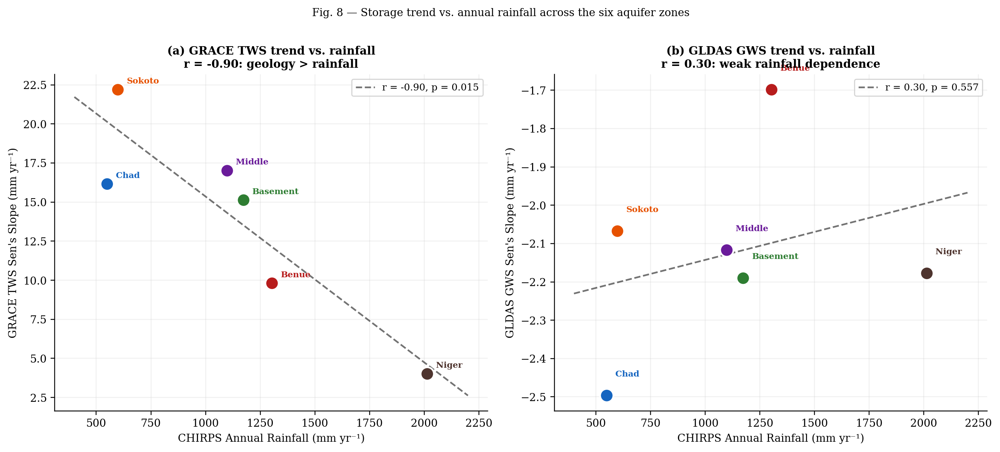 Fig. 8 — Storage trend vs. annual rainfall across the six aquifer zones
(a) GRACE TWS trend vs. rainfall
r = -0.90: geology > rainfall
22.5
20.0
17.5
15.0
12.5
10.0
7.5
5.0
2.5
GRACE TWS Sen's Slope (mm yr⁻¹)
Sokoto
Chad
Middle
Basement
Benue
Niger
r = -0.90, p = 0.015
500
750
1000
1250
1500
1750
2000
2250
CHIRPS Annual Rainfall (mm yr⁻¹)
(b) GLDAS GWS trend vs. rainfall
r = 0.30: weak rainfall dependence
Benue
r = 0.30, p = 0.557
−1.7
−1.8
−1.9
−2.0
−2.1
−2.2
−2.3
−2.4
−2.5
GLDAS GWS Sen's Slope (mm yr⁻¹)
Sokoto
Middle
Basement
Niger
Chad
500
750
1000
1250
1500
1750
2000
2250
CHIRPS Annual Rainfall (mm yr⁻¹)